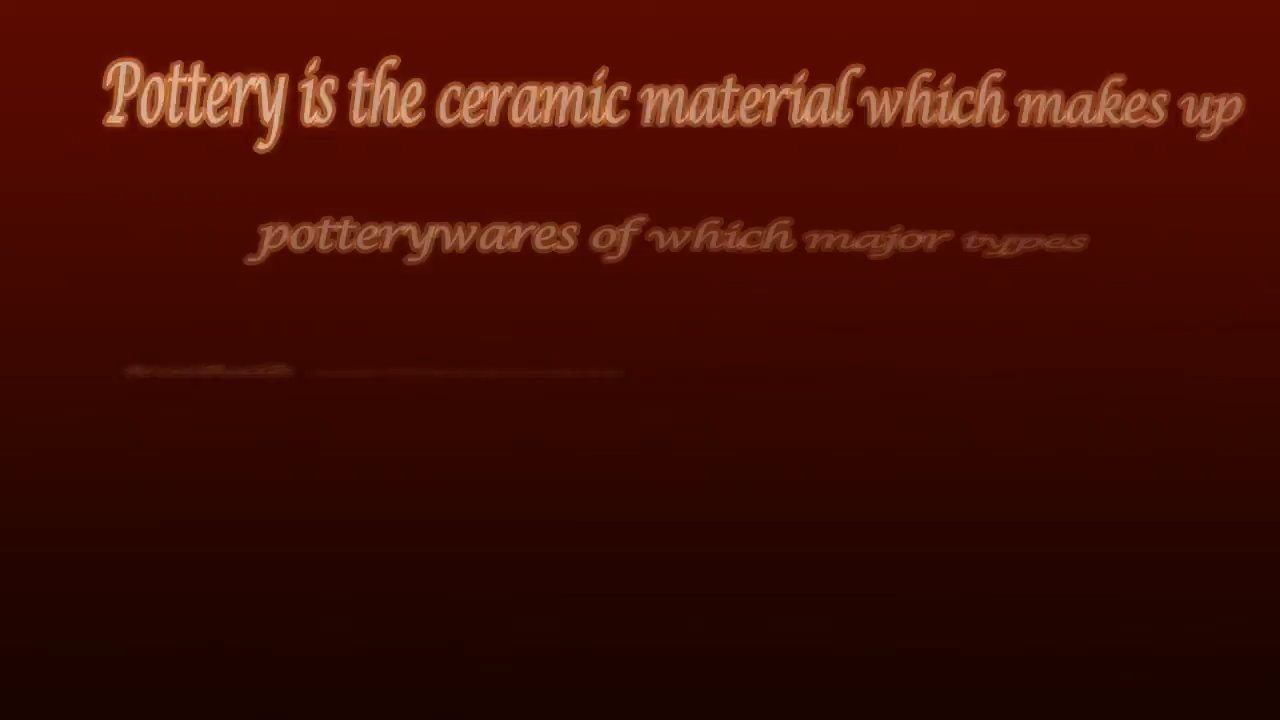 Pottery is the ceramic material which makes up
potterywares of which major types